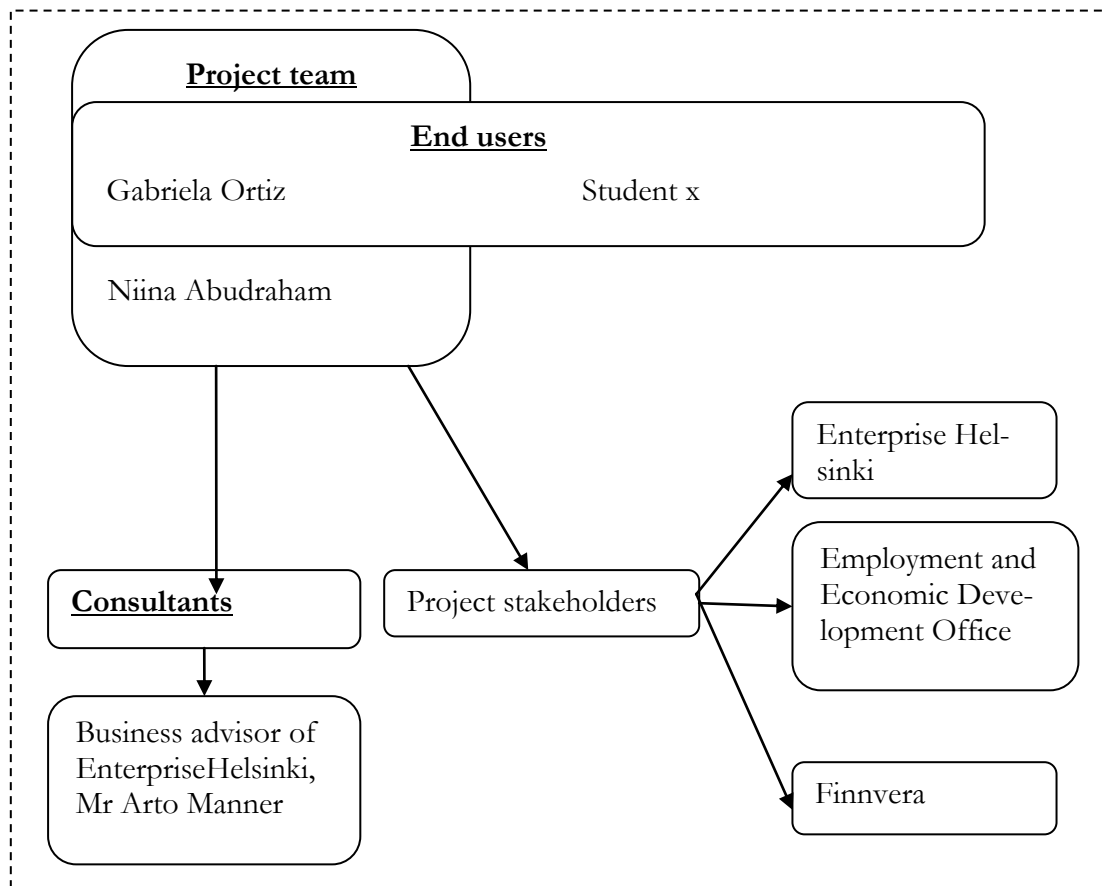 Project team
End users
Gabriela Ortiz
Student x
Niina Abudraham
Enterprise Hel-
sinki
Employment and
Economic Deve-
lopment Office
Consultants
Project stakeholders
Business advisor of
EnterpriseHelsinki,
Mr Arto Manner
Finnvera